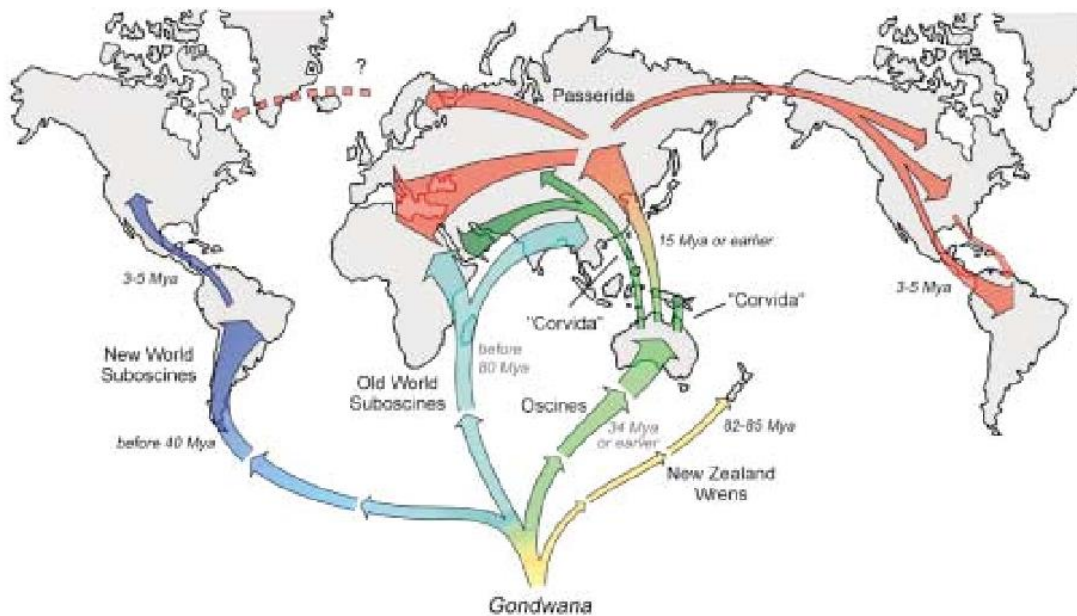 ?
Passerida
15 Mya or earlier
3-5 Mya
"Corvida"
"Corvida"
3-5 Mya
New World
Suboscines
before
80 Mya
Old World
Suboscines
Oscines
before 40 Mya
34 Mya
or earlier
82-85 Mya
New Zealand
Wrens
Gondwana